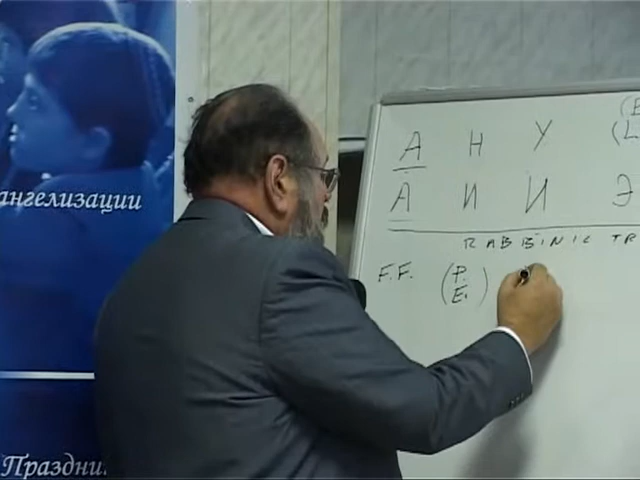 ангелизации
Праздни
А Н У (L
А И И Э
RABBINIC TR
F.F. (P.
E.)